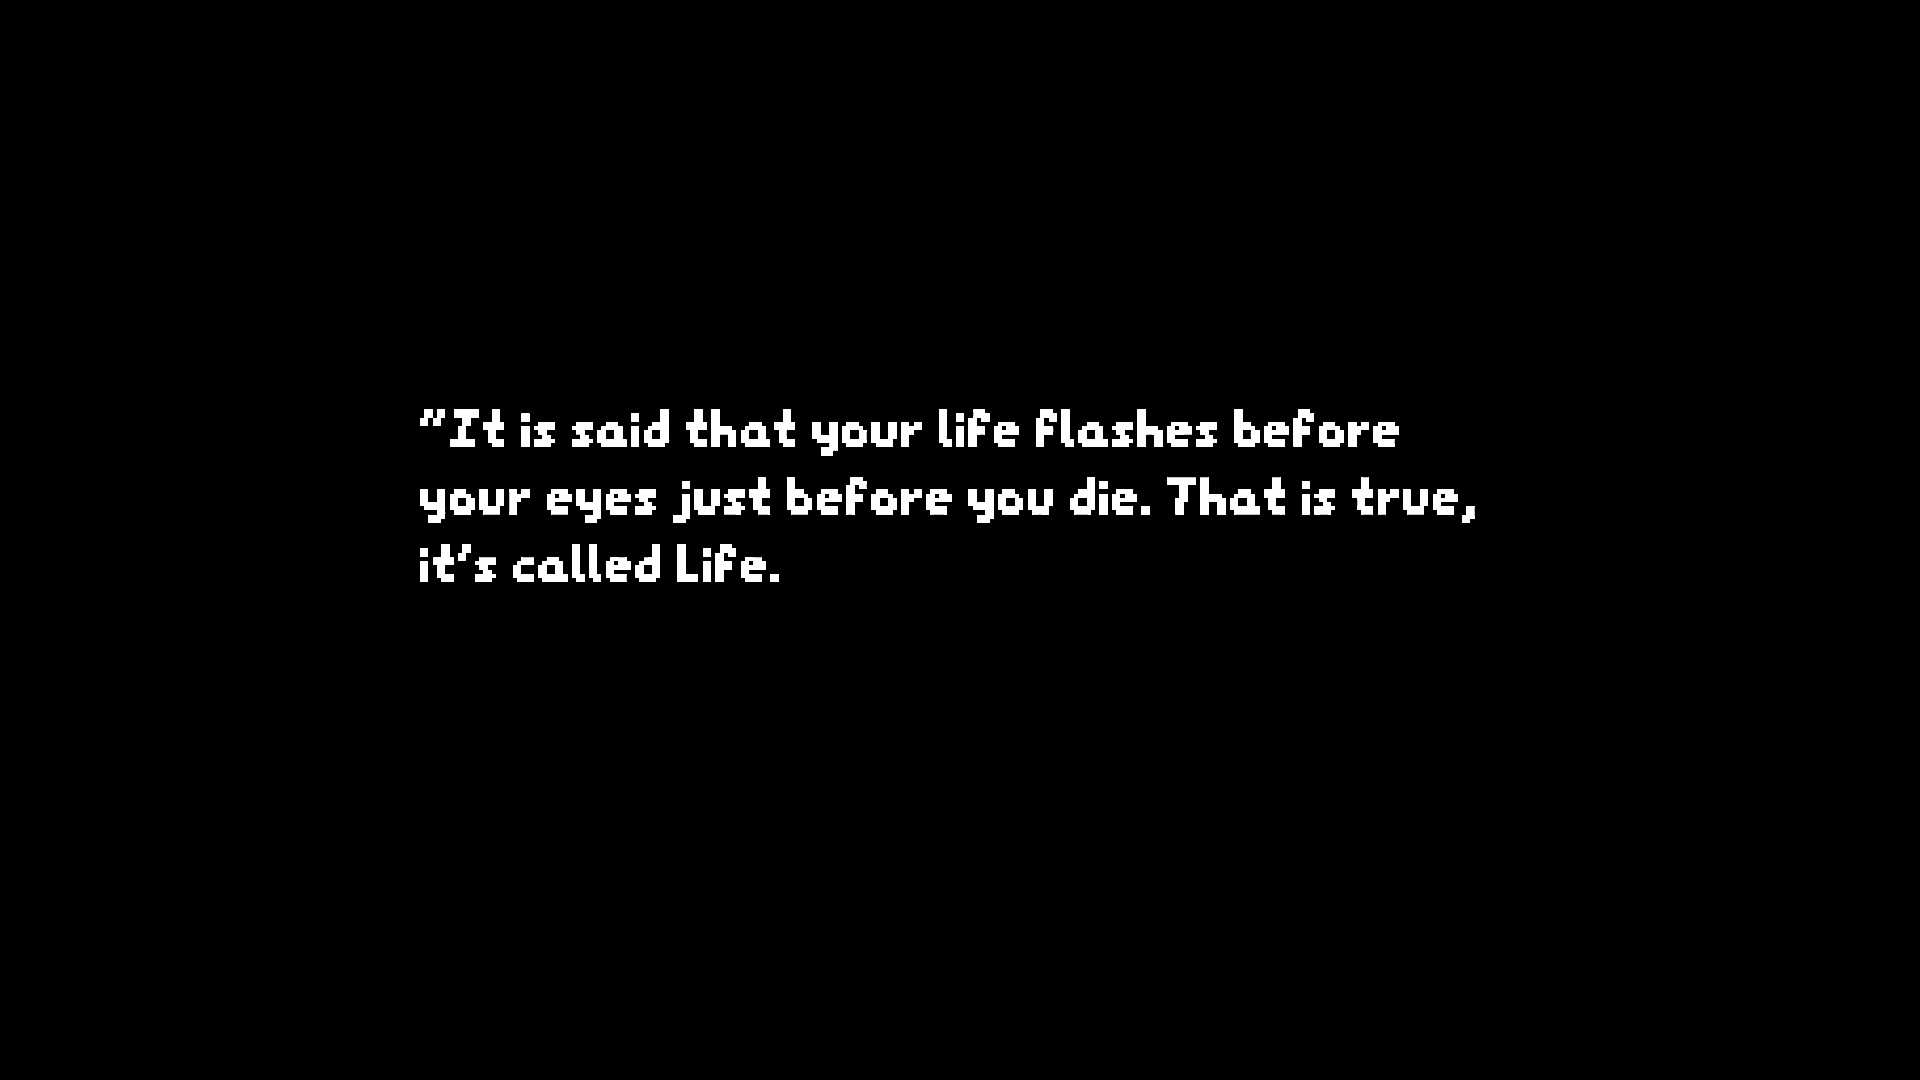 "It is said that your life flashes before
your eyes just before you die. That is true,
it's called Life.